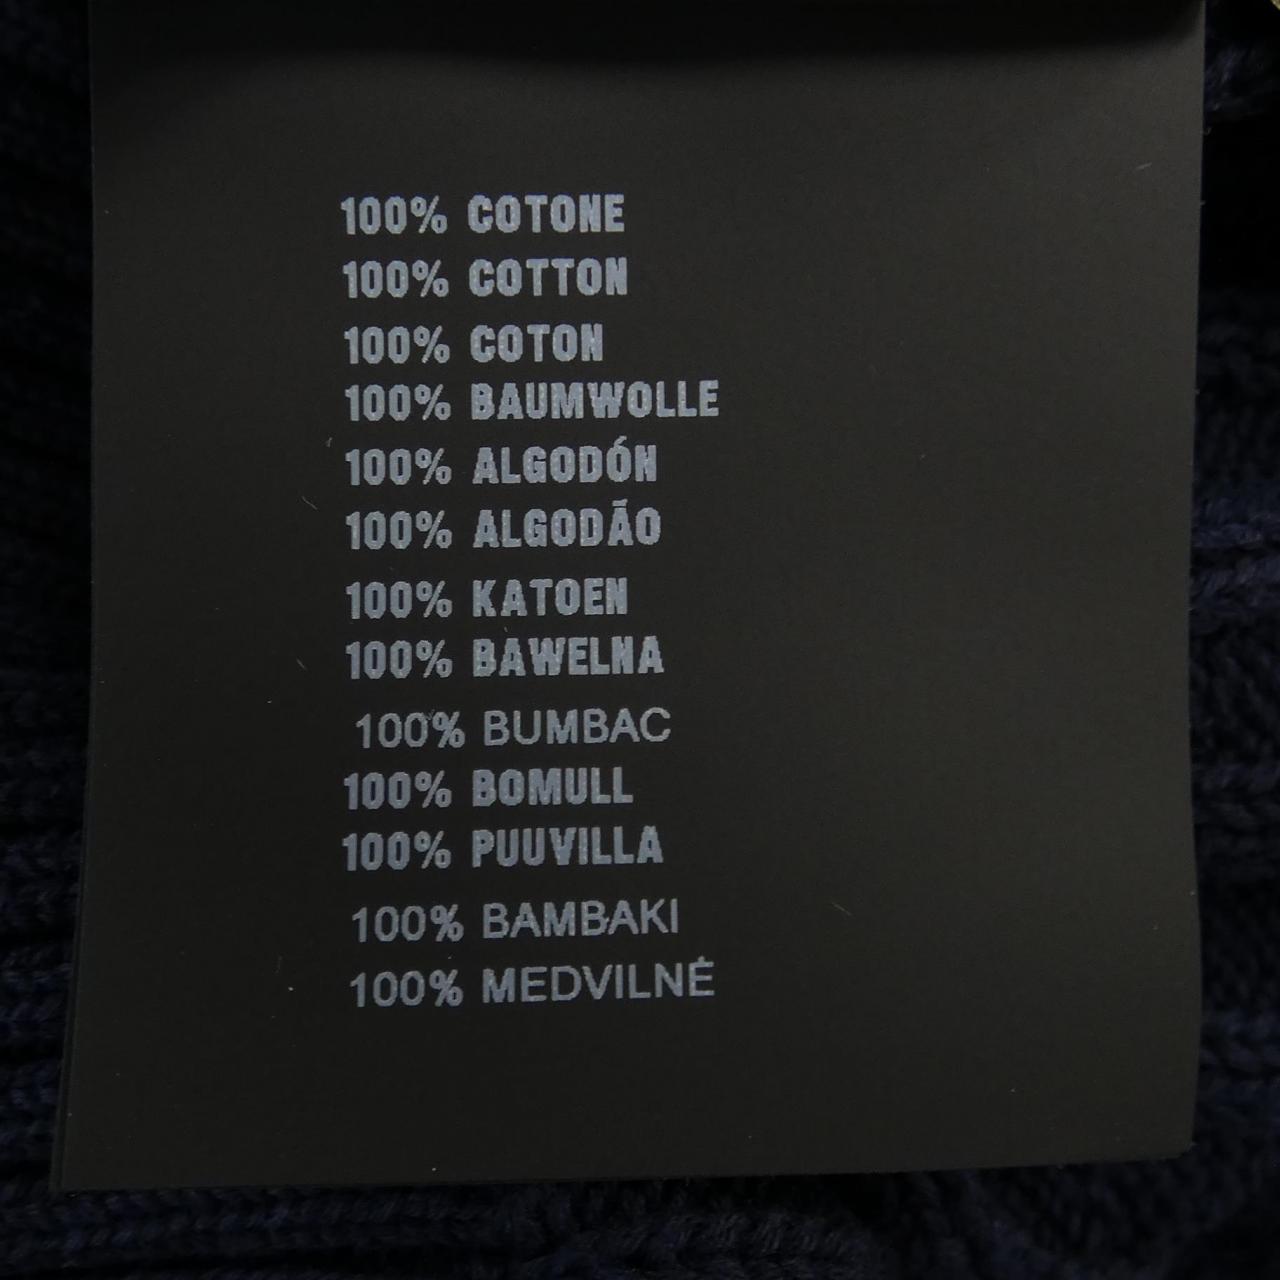 100% COTONE
100% COTTON
100% COTON
100% BAUMWOLLE
100% ALGODÓN
100% ALGODÃO
100% KATOEN
100% BAWELNA
100% BUMBAC
100% BOMULL
100% PUUVILLA
100% BAMBAKI
100% MEDVILNĖ